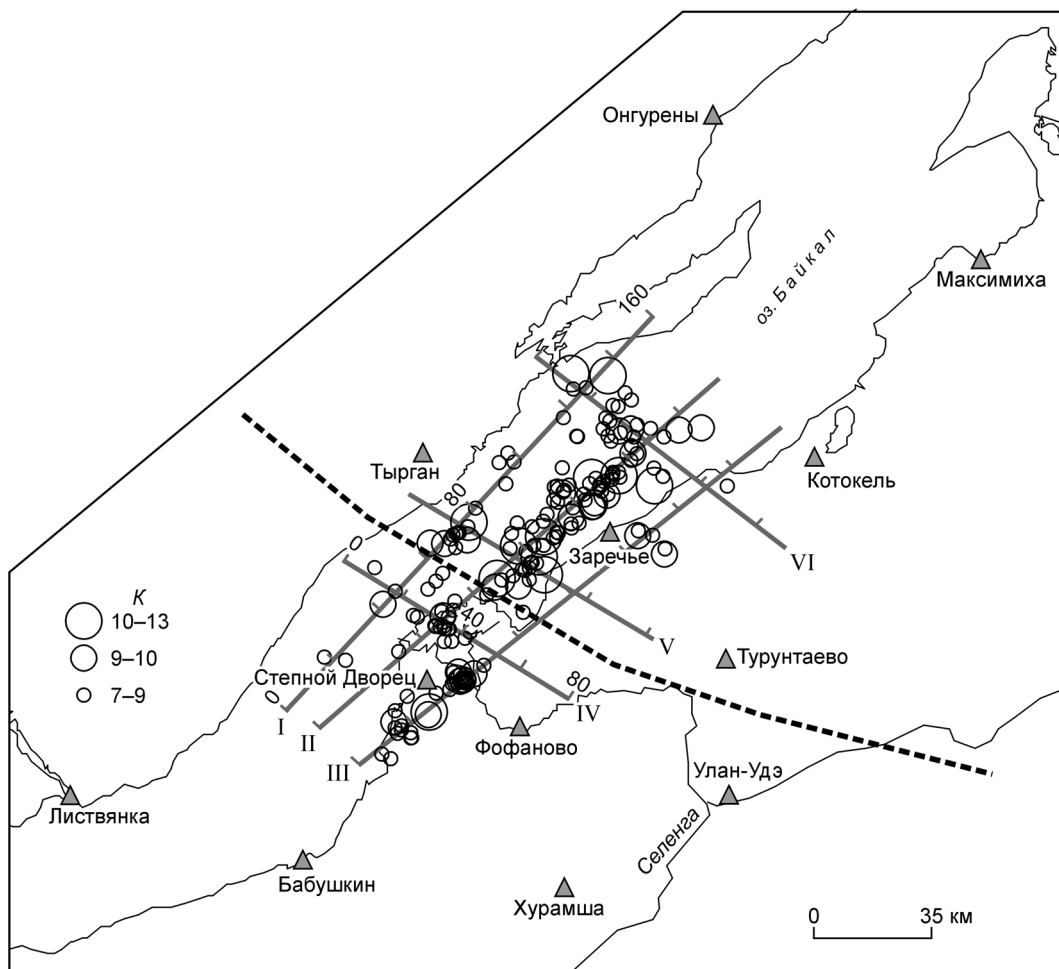 Онгурены
оз. Байкал
Максимиха
160
Тырган
80
Котокель
0
Заречье
VI
K
10–13
9–10
7–9
40
V
Турунтаево
Степной Дворец
0
80
I
II
IV
III
Фофаново
Улан-Удэ
Листвянка
Селенга
Бабушкин
Хурамша
0
35 км